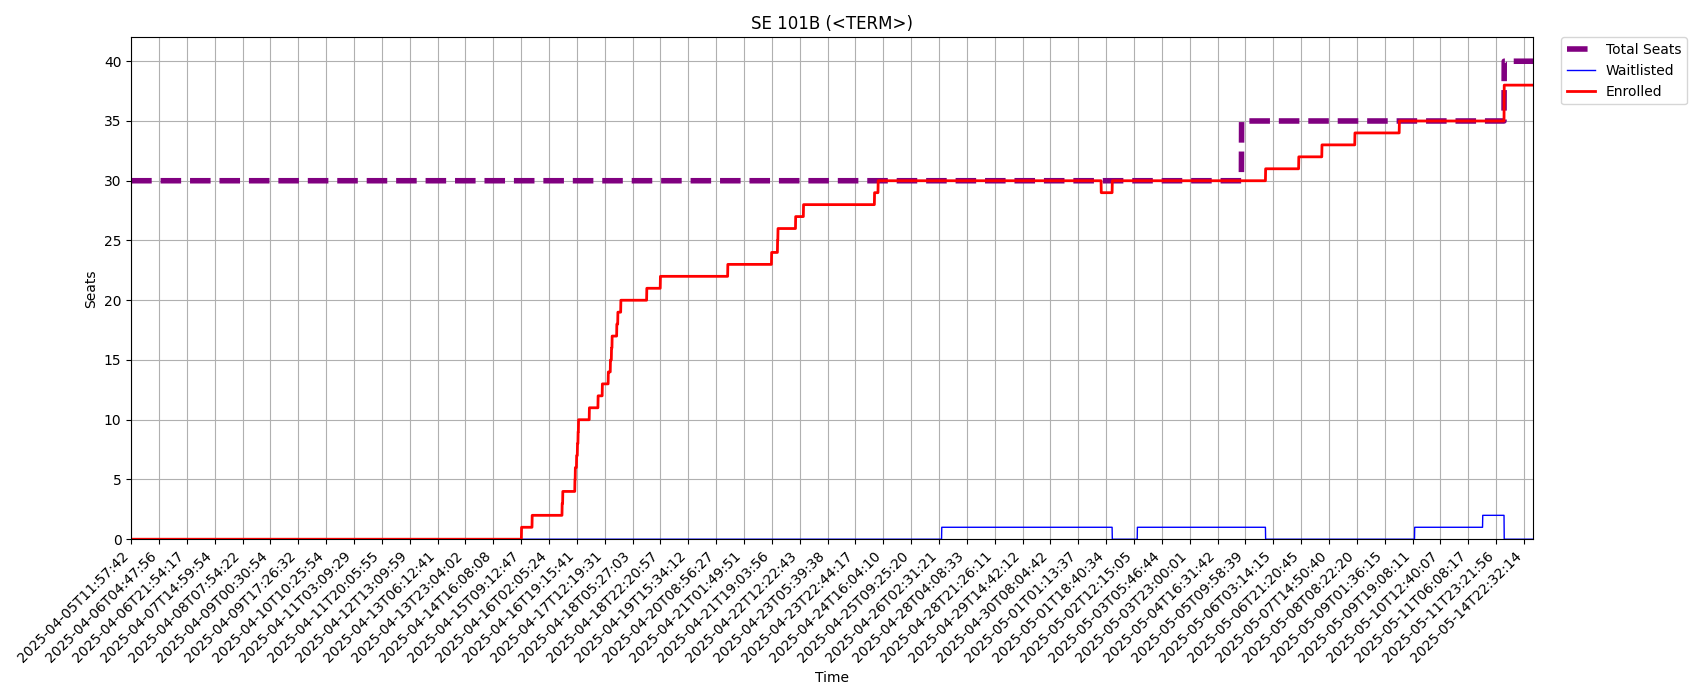 SE 101B (<TERM>)
Total Seats
Waitlisted
Enrolled
Seats
40
35
30
25
20
15
10
5
0
2025-04-05T11:57:42
2025-04-06T04:47:56
2025-04-06T21:54:17
2025-04-07T14:59:54
2025-04-08T07:54:22
2025-04-09T00:30:54
2025-04-09T17:26:32
2025-04-10T10:25:54
2025-04-11T03:09:29
2025-04-11T20:05:55
2025-04-12T13:09:59
2025-04-13T06:12:41
2025-04-13T23:04:02
2025-04-14T16:08:08
2025-04-15T09:12:47
2025-04-16T02:05:24
2025-04-16T19:15:41
2025-04-17T12:19:31
2025-04-18T05:27:03
2025-04-18T22:20:57
2025-04-19T15:34:12
2025-04-20T08:56:27
2025-04-21T01:49:51
2025-04-21T19:03:56
2025-04-22T12:22:43
2025-04-23T05:39:38
2025-04-23T22:44:17
2025-04-24T16:04:10
2025-04-25T09:25:20
2025-04-26T02:31:21
2025-04-28T04:08:33
2025-04-28T21:26:11
2025-04-29T14:42:12
2025-04-30T08:04:42
2025-05-01T01:13:37
2025-05-01T18:40:34
2025-05-02T12:15:05
2025-05-03T05:46:44
2025-05-03T23:00:01
2025-05-04T16:31:42
2025-05-05T09:58:39
2025-05-06T03:14:15
2025-05-06T21:20:45
2025-05-07T14:50:40
2025-05-08T08:22:20
2025-05-09T01:36:15
2025-05-09T19:08:11
2025-05-10T12:40:07
2025-05-11T06:08:17
2025-05-11T23:21:56
2025-05-14T22:32:14
Time